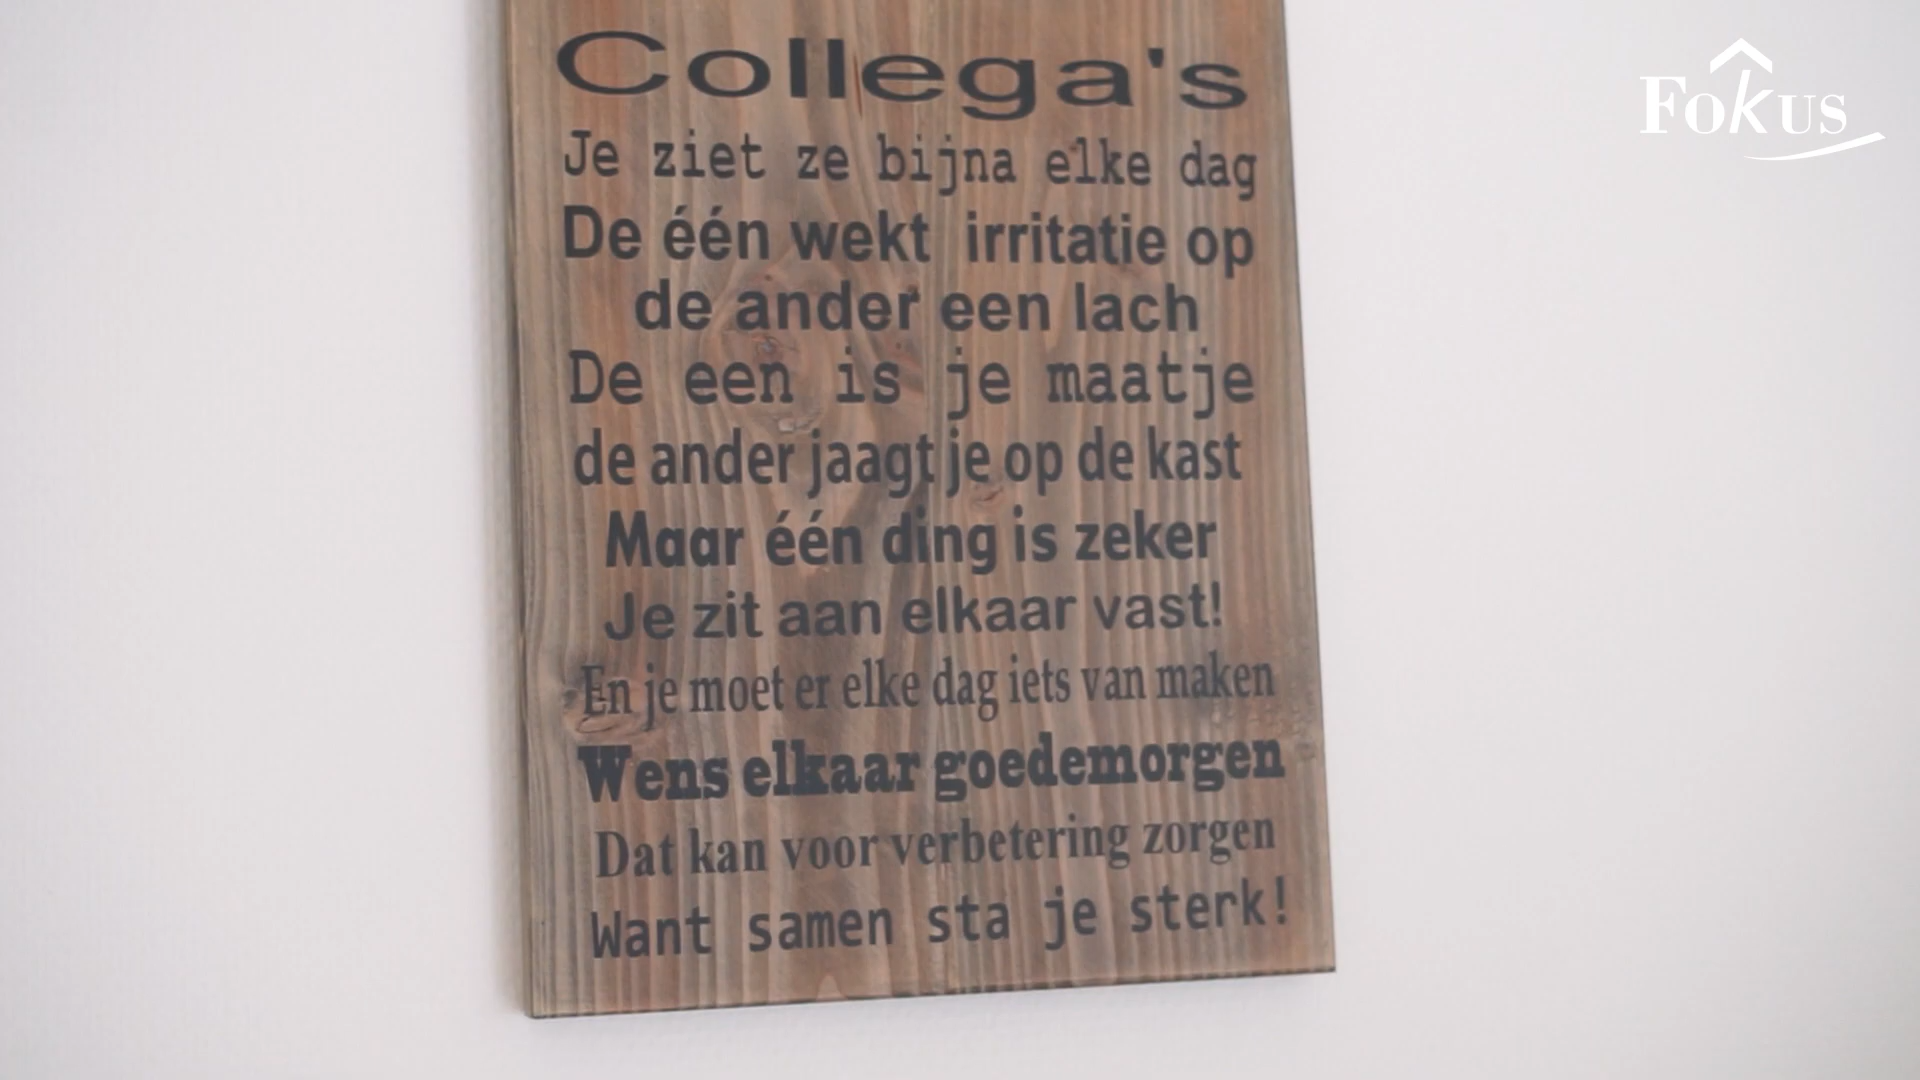 Collega's
Je ziet ze bijna elke dag
De één wekt irritatie op
de ander een lach
De een is je maatje
de ander jaagt je op de kast
Maar één ding is zeker
Je zit aan elkaar vast!
En je moet er elke dag iets van maken
Wens elkaar goedemorgen
Dat kan voor verbetering zorgen
Want samen sta je sterk!
Fokus